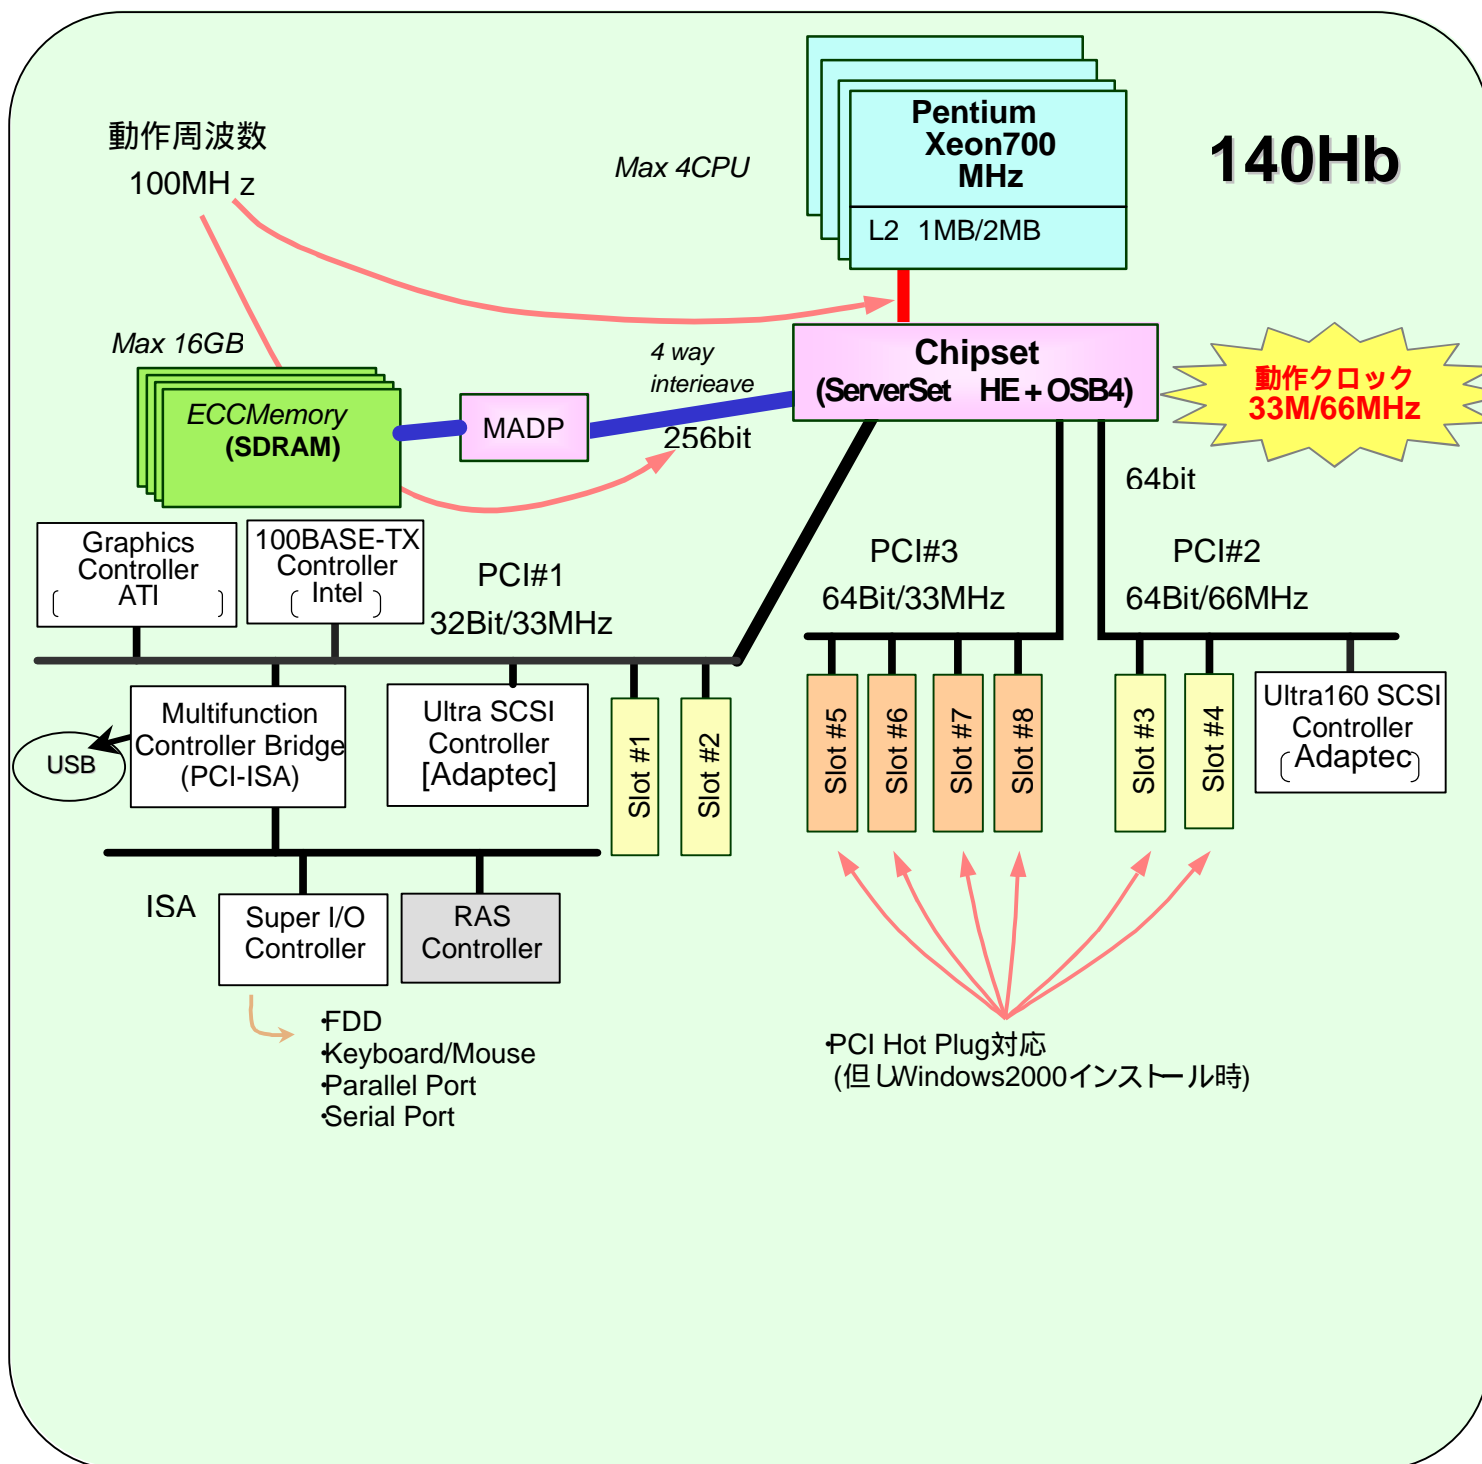 動作周波数
100MH z
Max 4CPU
Pentium
Xeon700
MHz
L2 1MB/2MB
140Hb
Max 16GB
ECCMemory
(SDRAM)
MADP
4 way
interieave
256bit
Chipset
(ServerSet HE + OSB4)
動作クロック
33M/66MHz
64bit
Graphics
Controller
[ ATI ]
100BASE-TX
Controller
[ Intel ]
PCI#1
32Bit/33MHz
PCI#3
64Bit/33MHz
PCI#2
64Bit/66MHz
USB
Multifunction
Controller Bridge
(PCI-ISA)
Ultra SCSI
Controller
[Adaptec]
Slot #1
Slot #2
Slot #5
Slot #6
Slot #7
Slot #8
Slot #3
Slot #4
Ultra160 SCSI
Controller
[Adaptec]
ISA
Super I/O
Controller
RAS
Controller
・FDD
・Keyboard/Mouse
・Parallel Port
・Serial Port
・PCI Hot Plug対応
(但しWindows2000インストール時)